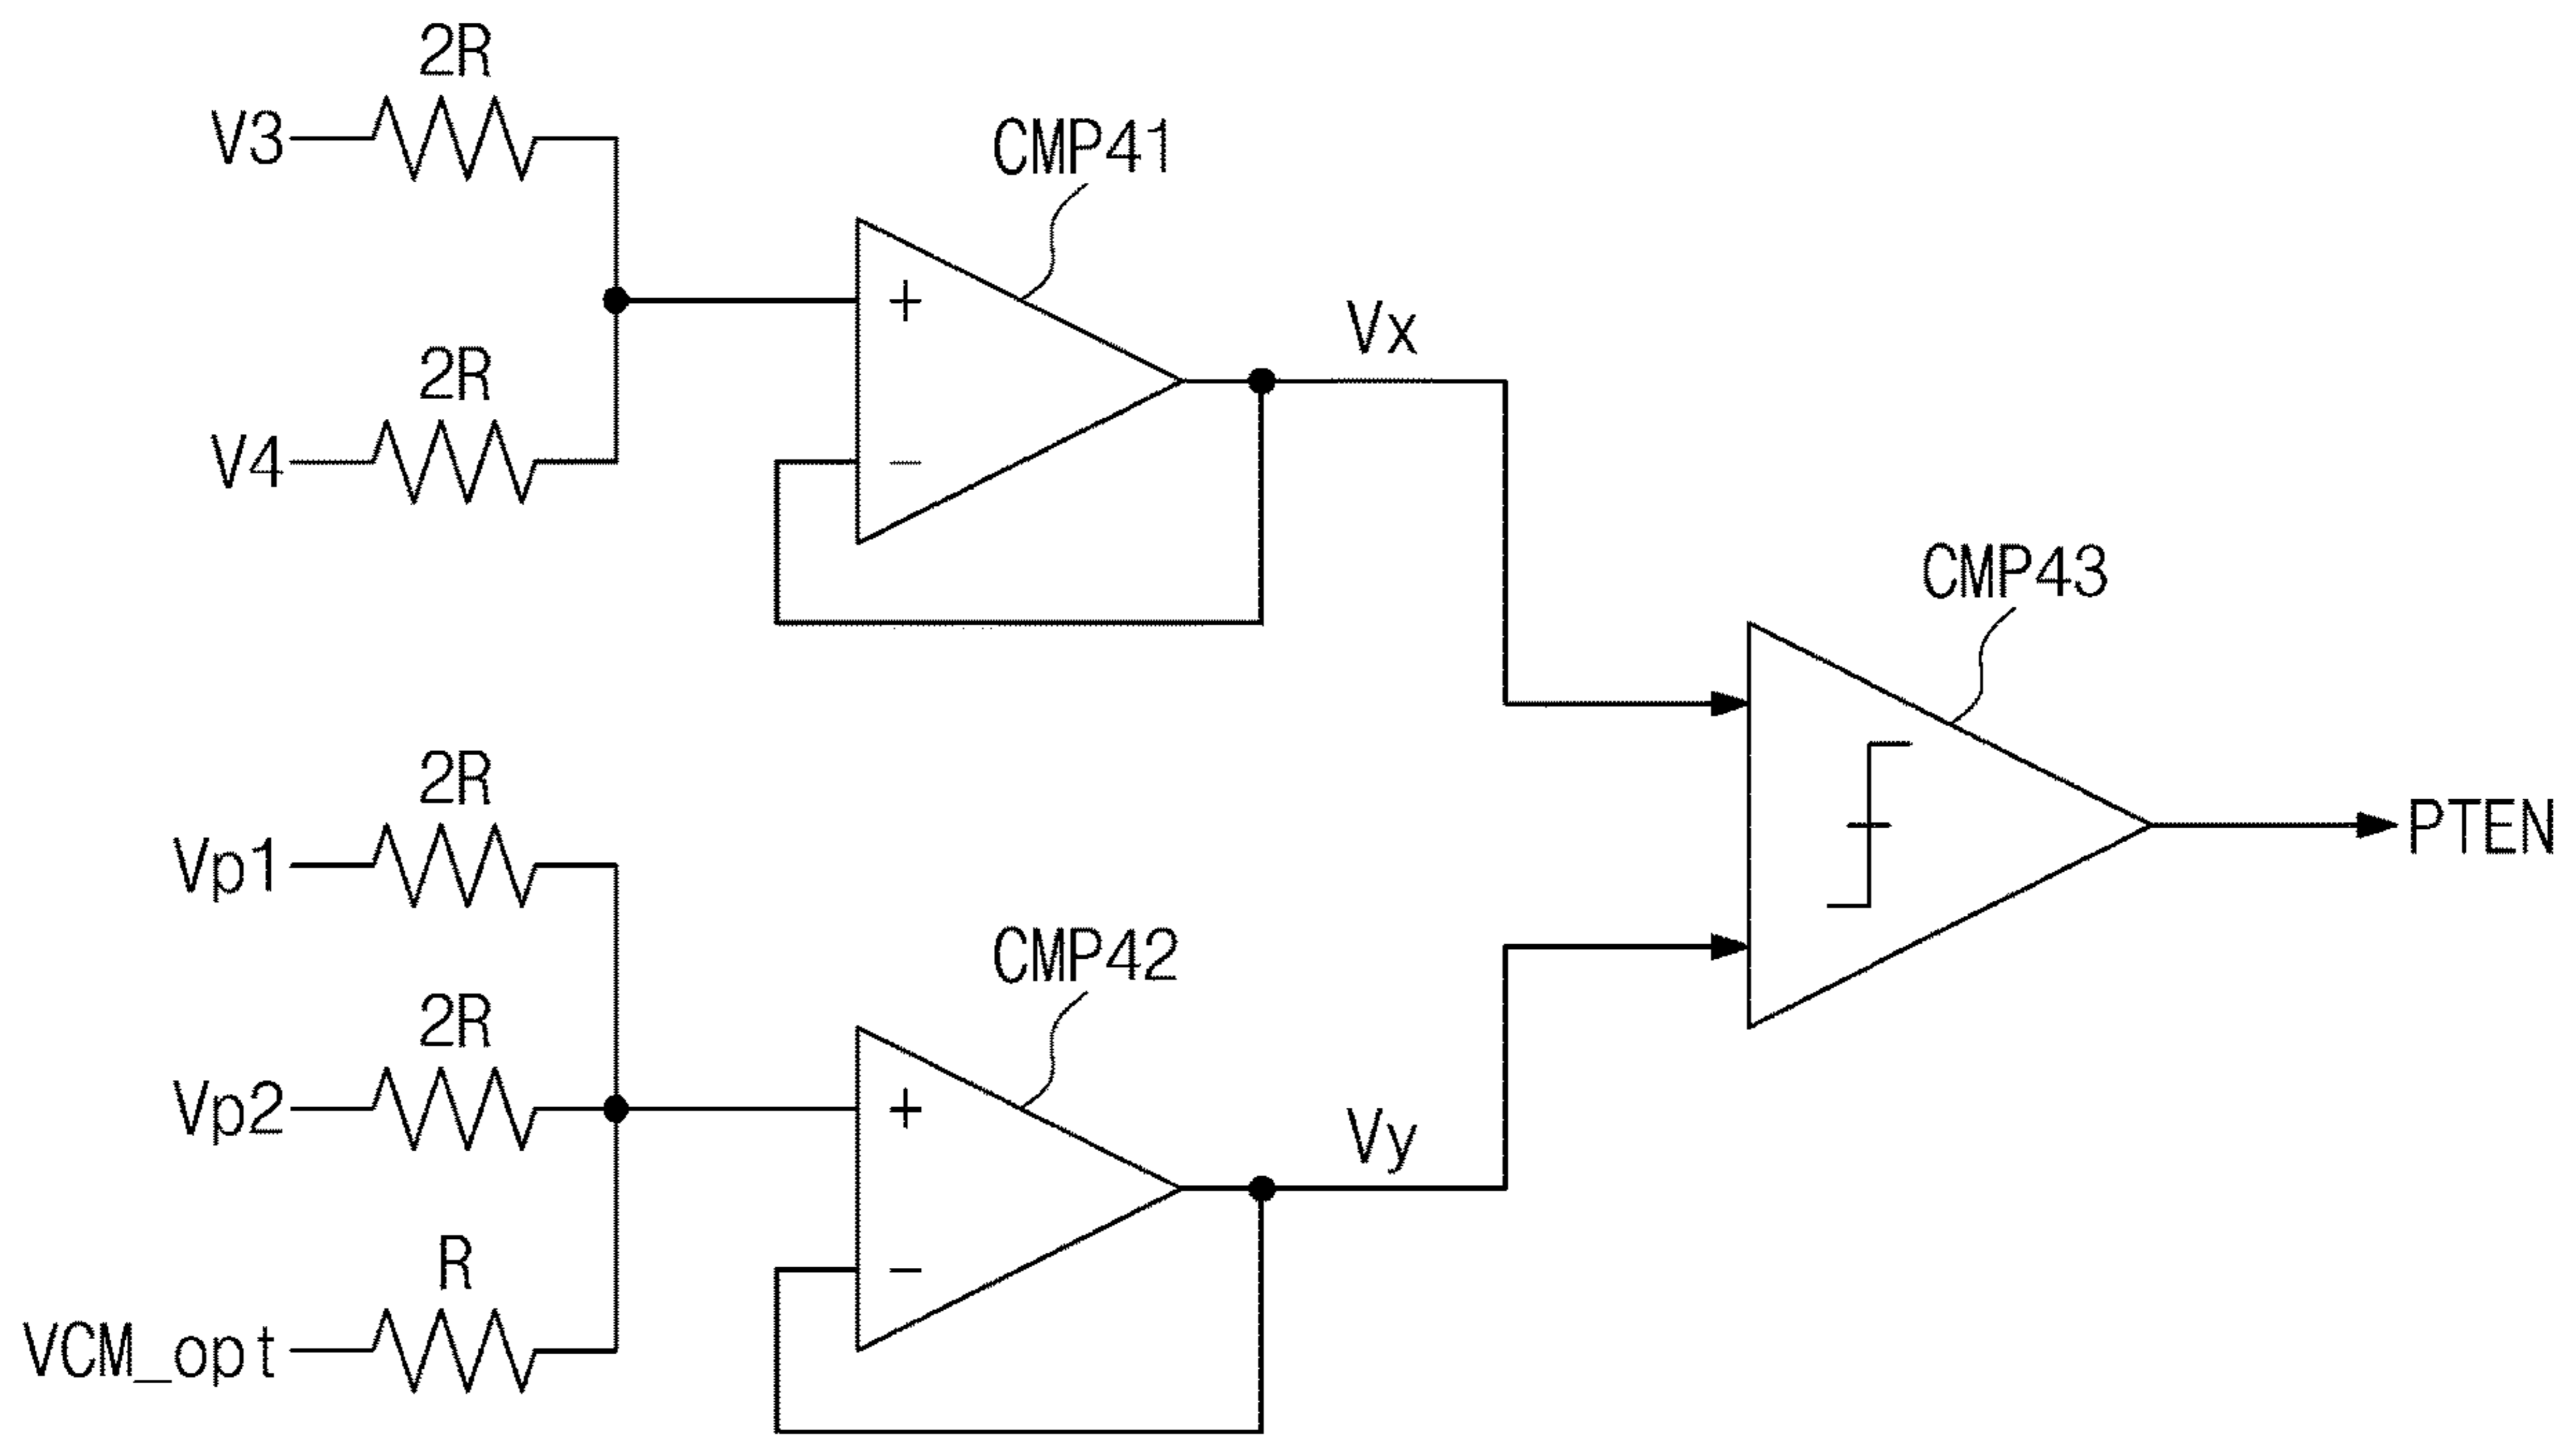 2R
V3
CMP41
+
Vx
2R
V4
−
CMP43
2R
Vp1
PTEN
CMP42
2R
Vp2
+
Vy
R
−
VCM_opt